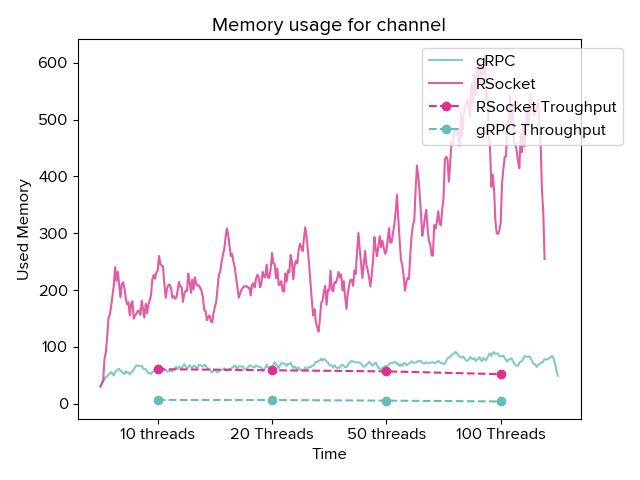 Memory usage for channel
gRPC
RSocket
RSocket Troughput
gRPC Throughput
Used Memory
600
500
400
300
200
100
0
10 threads
20 Threads
50 threads
100 Threads
Time